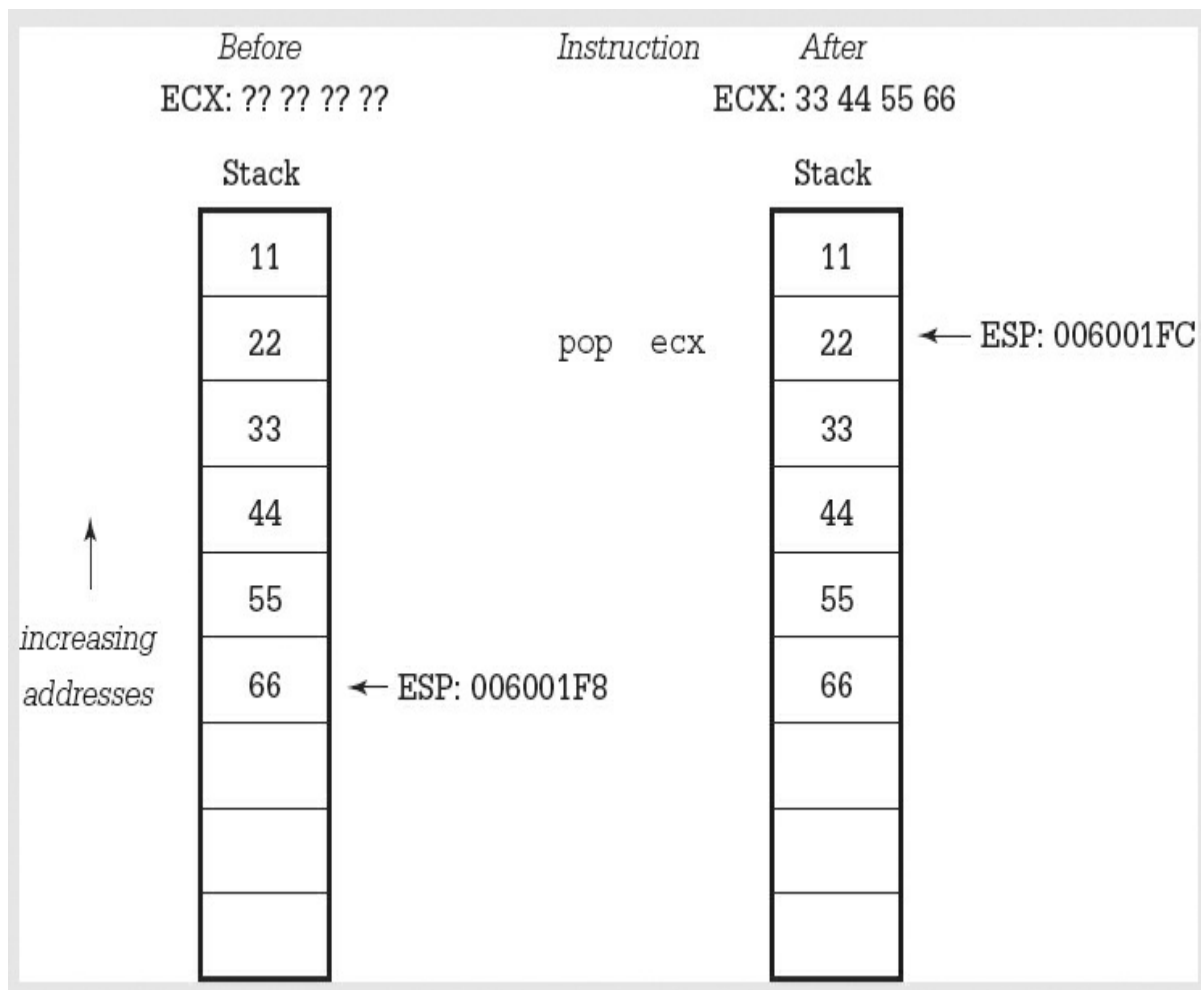 Before Instruction After
ECX: ?? ?? ?? ?? ECX: 33 44 55 66
Stack Stack
11 11
22 pop ecx 22 ← ESP: 006001FC
33 33
44 44
55 55
increasing
addresses 66 ← ESP: 006001F8 66